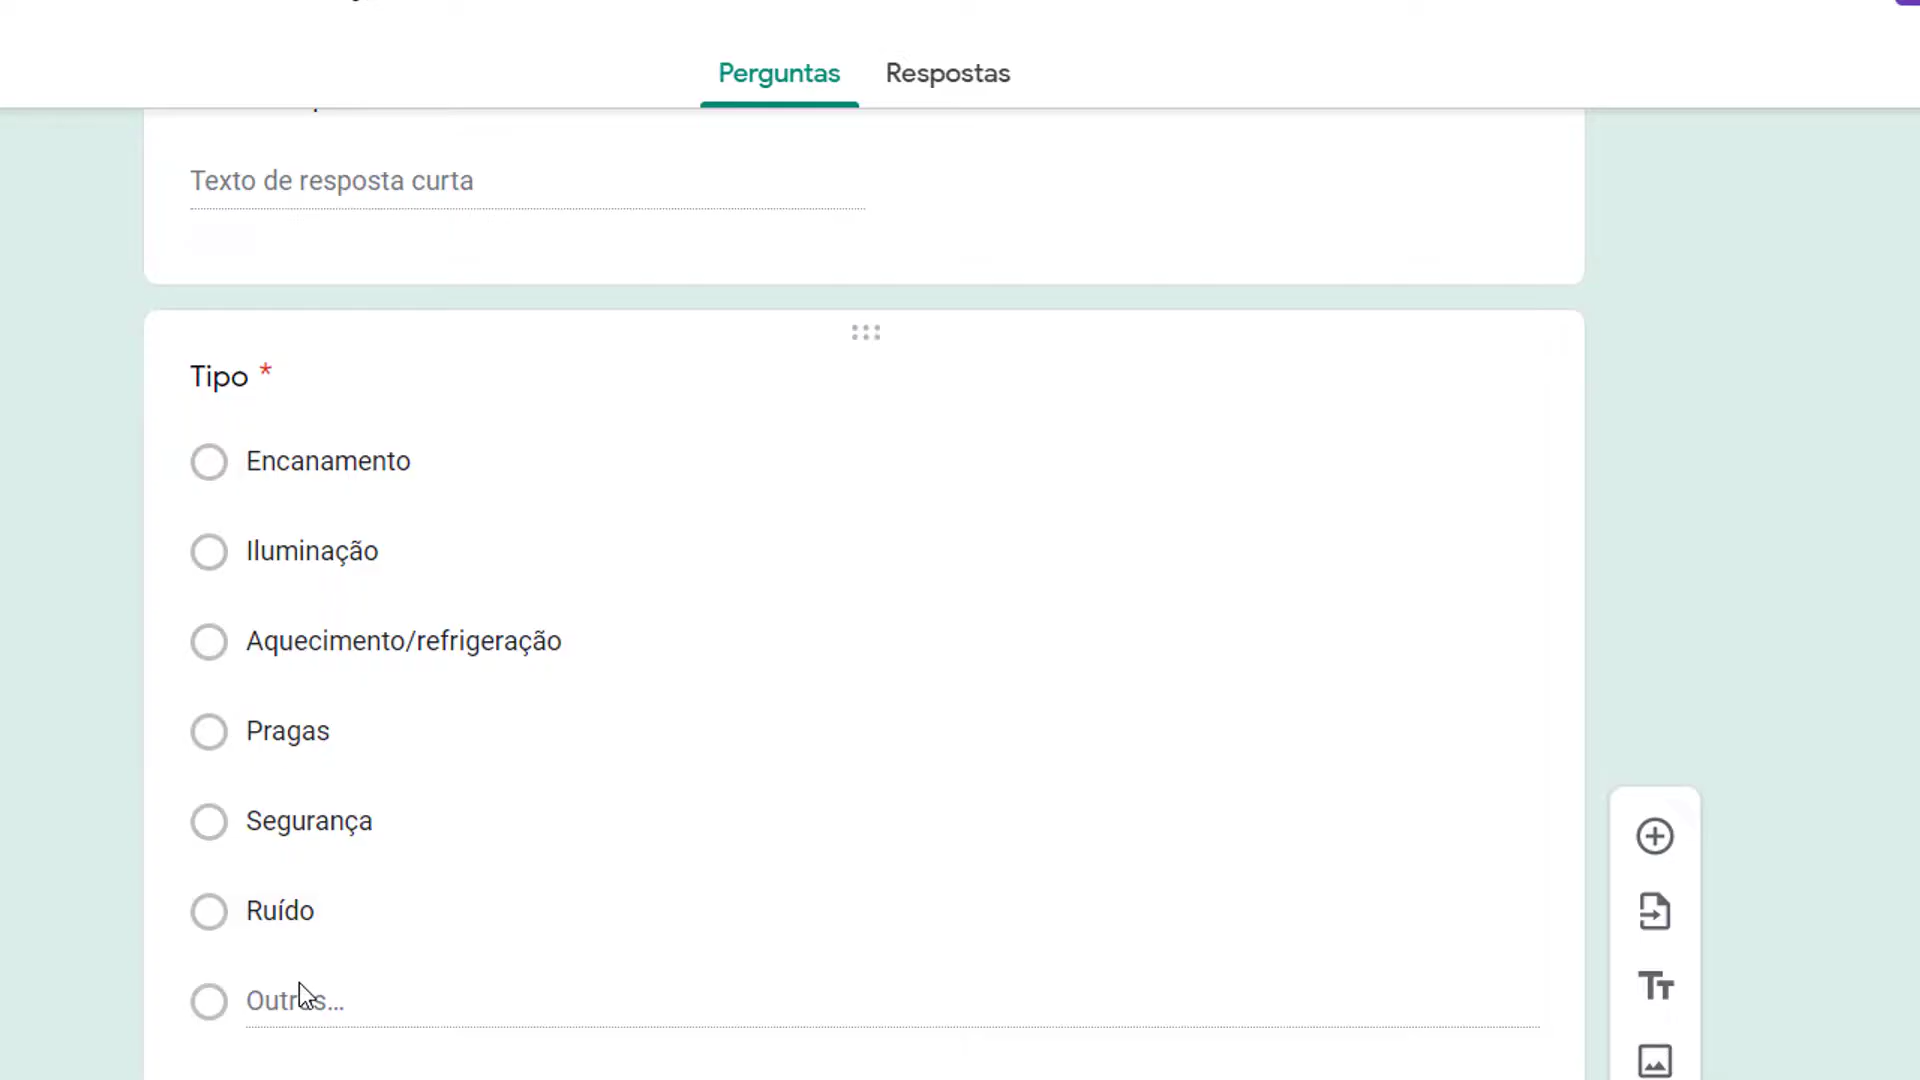 Perguntas Respostas
Texto de resposta curta
Tipo *
Encanamento
Iluminação
Aquecimento/refrigeração
Pragas
Segurança
Ruído
Outros...